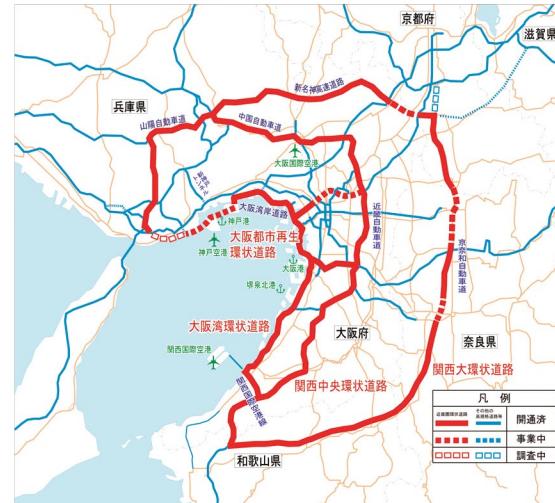 京都府
滋賀県
新名神高速道路
兵庫県
山陽自動車道
中国自動車道
大阪国際空港
大阪湾岸道路
神戸港
大阪都市再生
環状道路
神戸空港
近畿自動車道
大阪港
堺泉北港
京奈和自動車道
大阪湾環状道路
大阪府
奈良県
関西国際空港
関西国際空港線
関西中央環状道路
関西大環状道路
和歌山県
凡 例
近畿圏環状道路
その他の
開通済
事業中
調査中